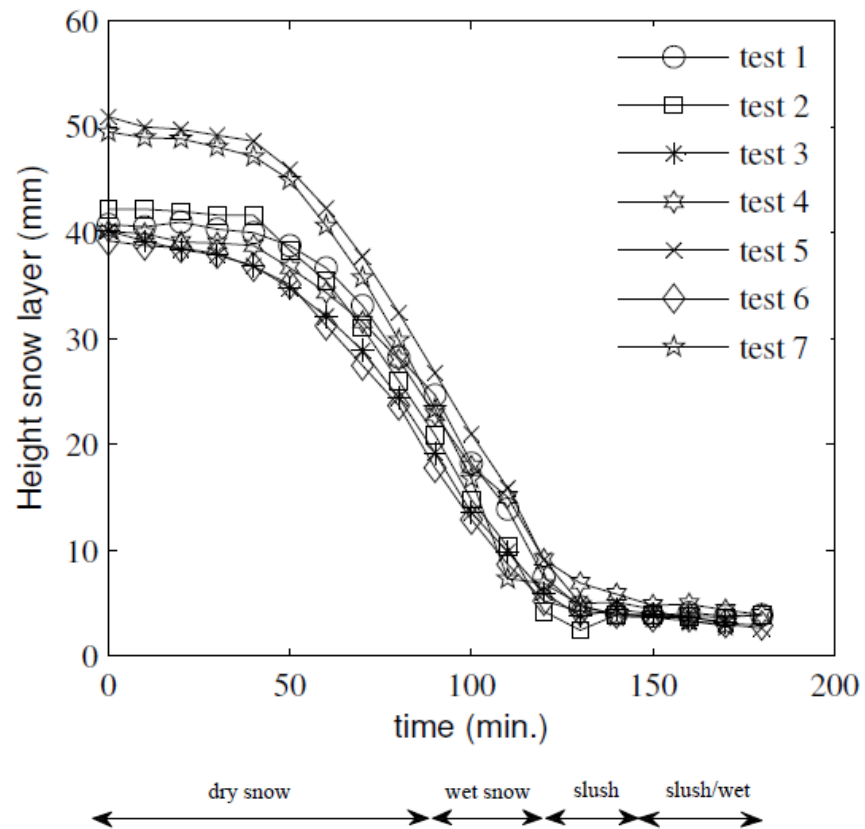 60
50
40
30
20
10
0
Height snow layer (mm)
test 1
test 2
test 3
test 4
test 5
test 6
test 7
0 50 100 150 200
time (min.)
dry snow wet snow slush slush/wet